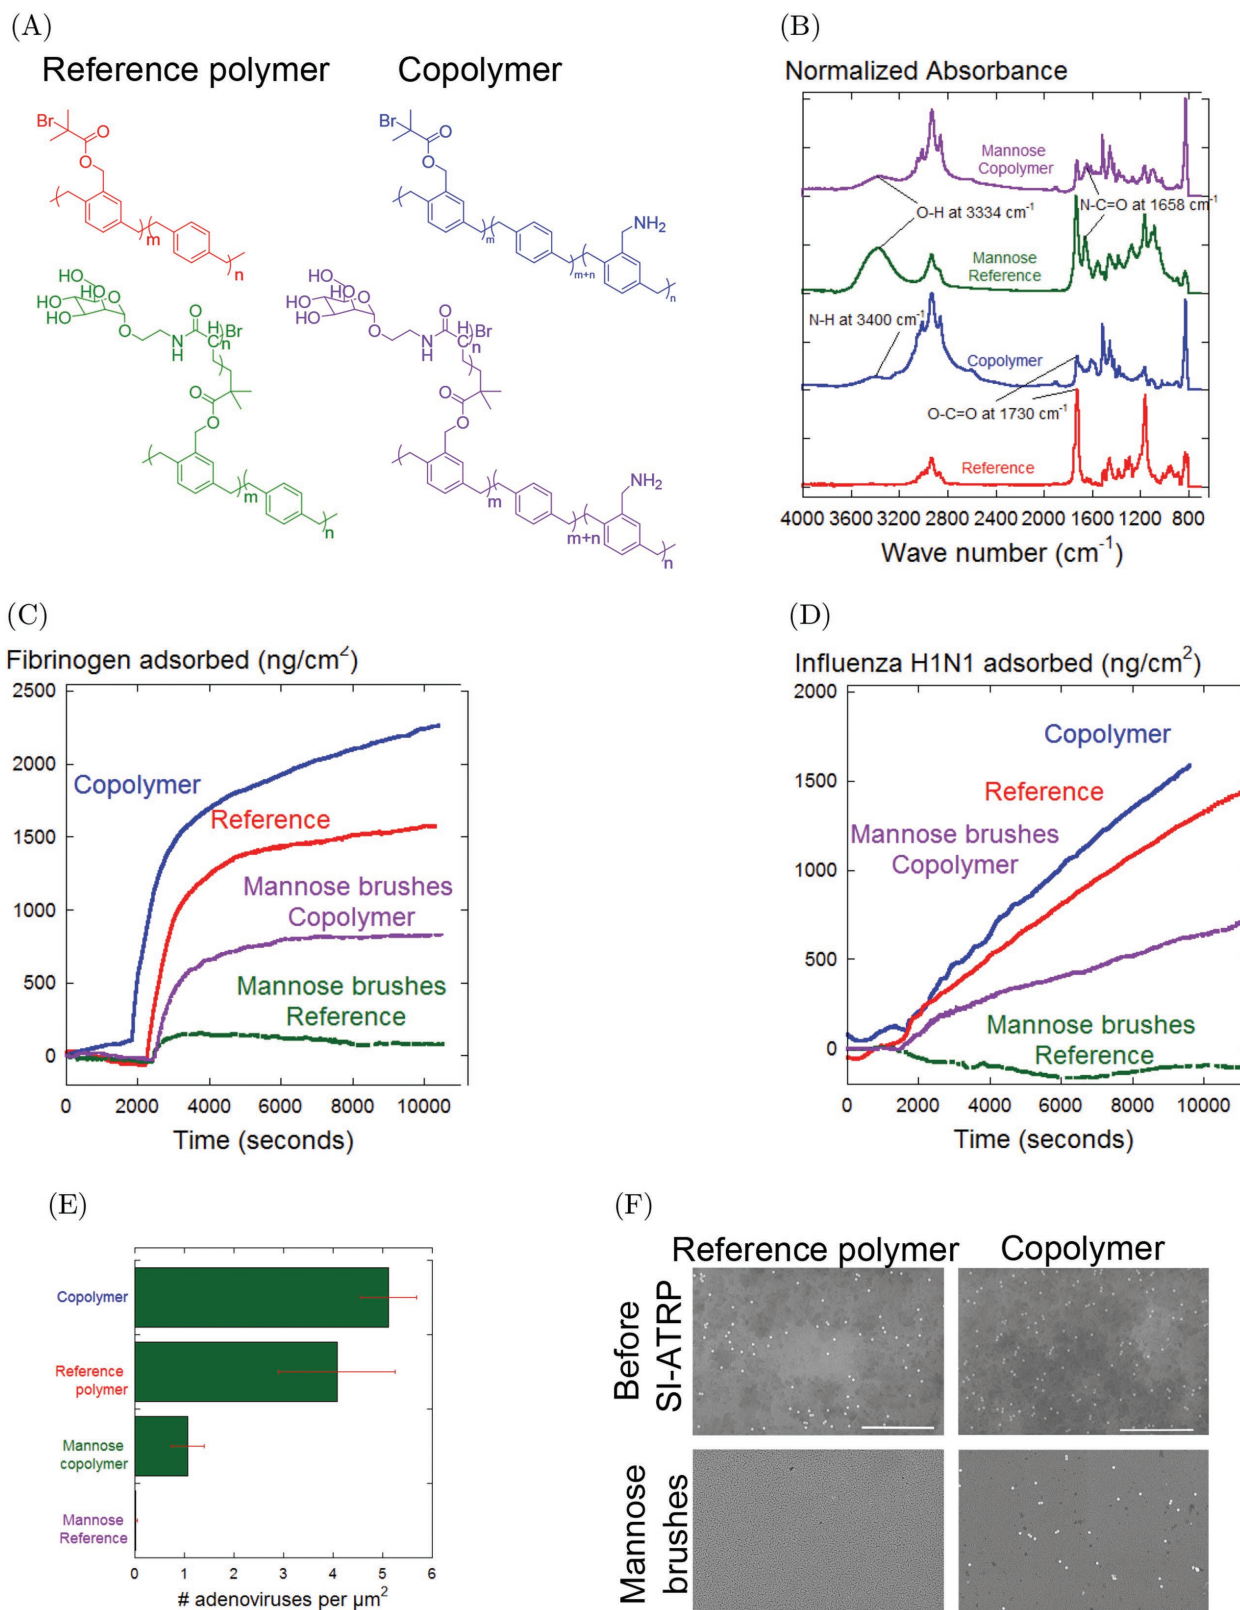 (A)
Reference polymer
Copolymer
Br
O
O
m
n
Br
O
O
NH2
m
m+n
n
HO
HO
HO
HO
O
O
N
H
O
H
C
Br
n
O
O
m
n
HO
HO
HO
HO
O
O
N
H
O
H
C
Br
n
O
O
NH2
m
m+n
n
(B)
Normalized Absorbance
Mannose
Copolymer
O-H at 3334 cm-1
N-C=O at 1658 cm-1
Mannose
Reference
N-H at 3400 cm-1
Copolymer
O-C=O at 1730 cm-1
Reference
4000 3600 3200 2800 2400 2000 1600 1200 800
Wave number (cm-1)
(C)
Fibrinogen adsorbed (ng/cm2)
2500
2000
1500
1000
500
0
Copolymer
Reference
Mannose brushes
Copolymer
Mannose brushes
Reference
0 2000 4000 6000 8000 10000
Time (seconds)
(D)
Influenza H1N1 adsorbed (ng/cm2)
2000
1500
1000
500
0
Copolymer
Reference
Mannose brushes
Copolymer
Mannose brushes
Reference
0 2000 4000 6000 8000 10000
Time (seconds)
(E)
Copolymer
Reference
polymer
Mannose
copolymer
Mannose
Reference
0 1 2 3 4 5 6
# adenoviruses per µm2
(F)
Reference polymer
Copolymer
Before
SI-ATRP
Mannose
brushes